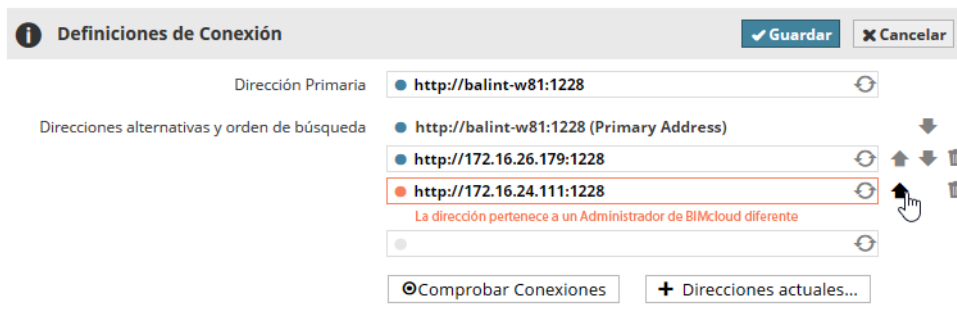 Definiciones de Conexión
Guardar
Cancelar
Dirección Primaria
http://balint-w81:1228
Direcciones alternativas y orden de búsqueda
http://balint-w81:1228 (Primary Address)
http://172.16.26.179:1228
http://172.16.24.111:1228
La dirección pertenece a un Administrador de BIMcloud diferente
Comprobar Conexiones
Direcciones actuales...